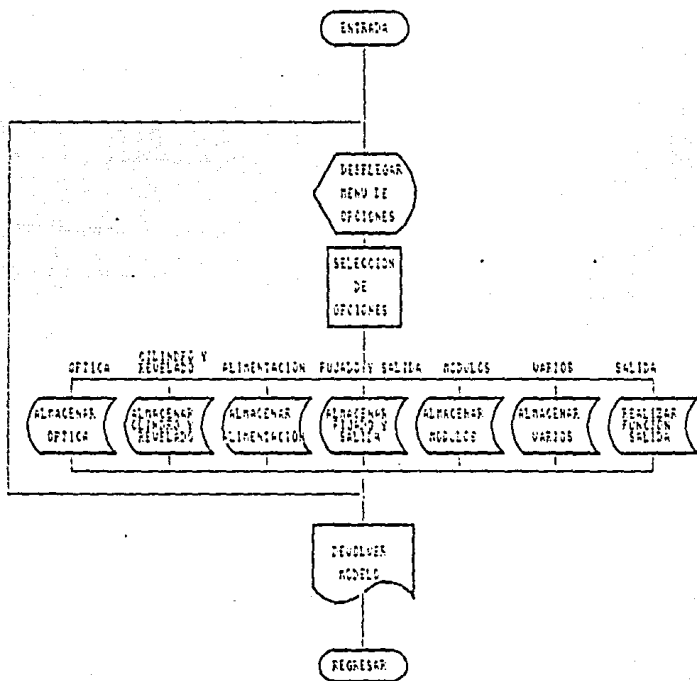 ENTRADA
DESPLEGAR
MENU DE
OPCIONES
SELECCION
DE
OPCIONES
OPTICA
CILINDRO Y
REVELADO
ALIMENTACION
FIJADO Y SALIDA
MODULOS
VARIOS
SALIDA
ALMACENAR
OPTICA
ALMACENAR
CILINDRO Y
REVELADO
ALMACENAR
ALIMENTACION
ALMACENAR
FIJADO Y
SALIDA
ALMACENAR
MODULOS
ALMACENAR
VARIOS
REALIZAR
FUNCION
SALIDA
DEVOLVER
MODELO
REGRESAR